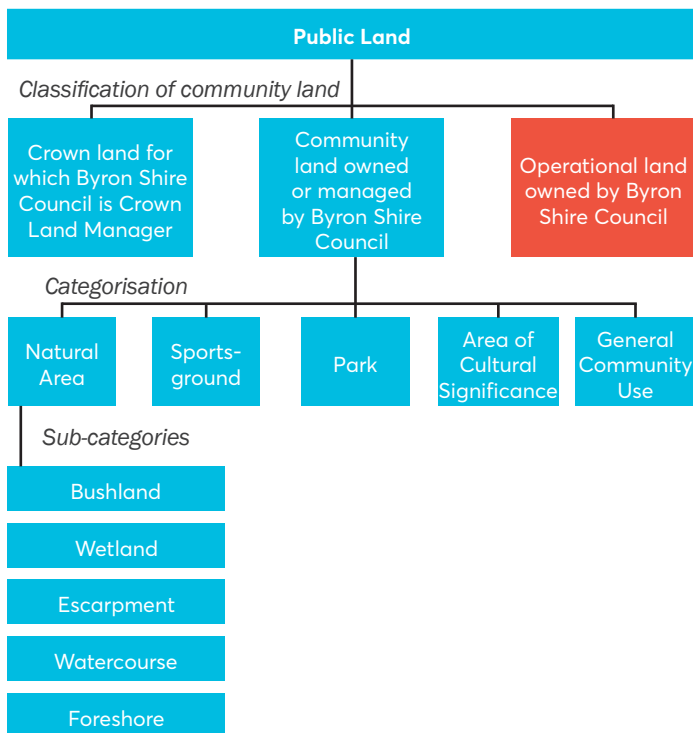 Public Land
Classification of community land
Crown land for
which Byron Shire
Council is Crown
Land Manager
Community
land owned
or managed
by Byron Shire
Council
Operational land
owned by Byron
Shire Council
Categorisation
Natural
Area
Sports-
ground
Park
Area of
Cultural
Significance
General
Community
Use
Sub-categories
Bushland
Wetland
Escarpment
Watercourse
Foreshore